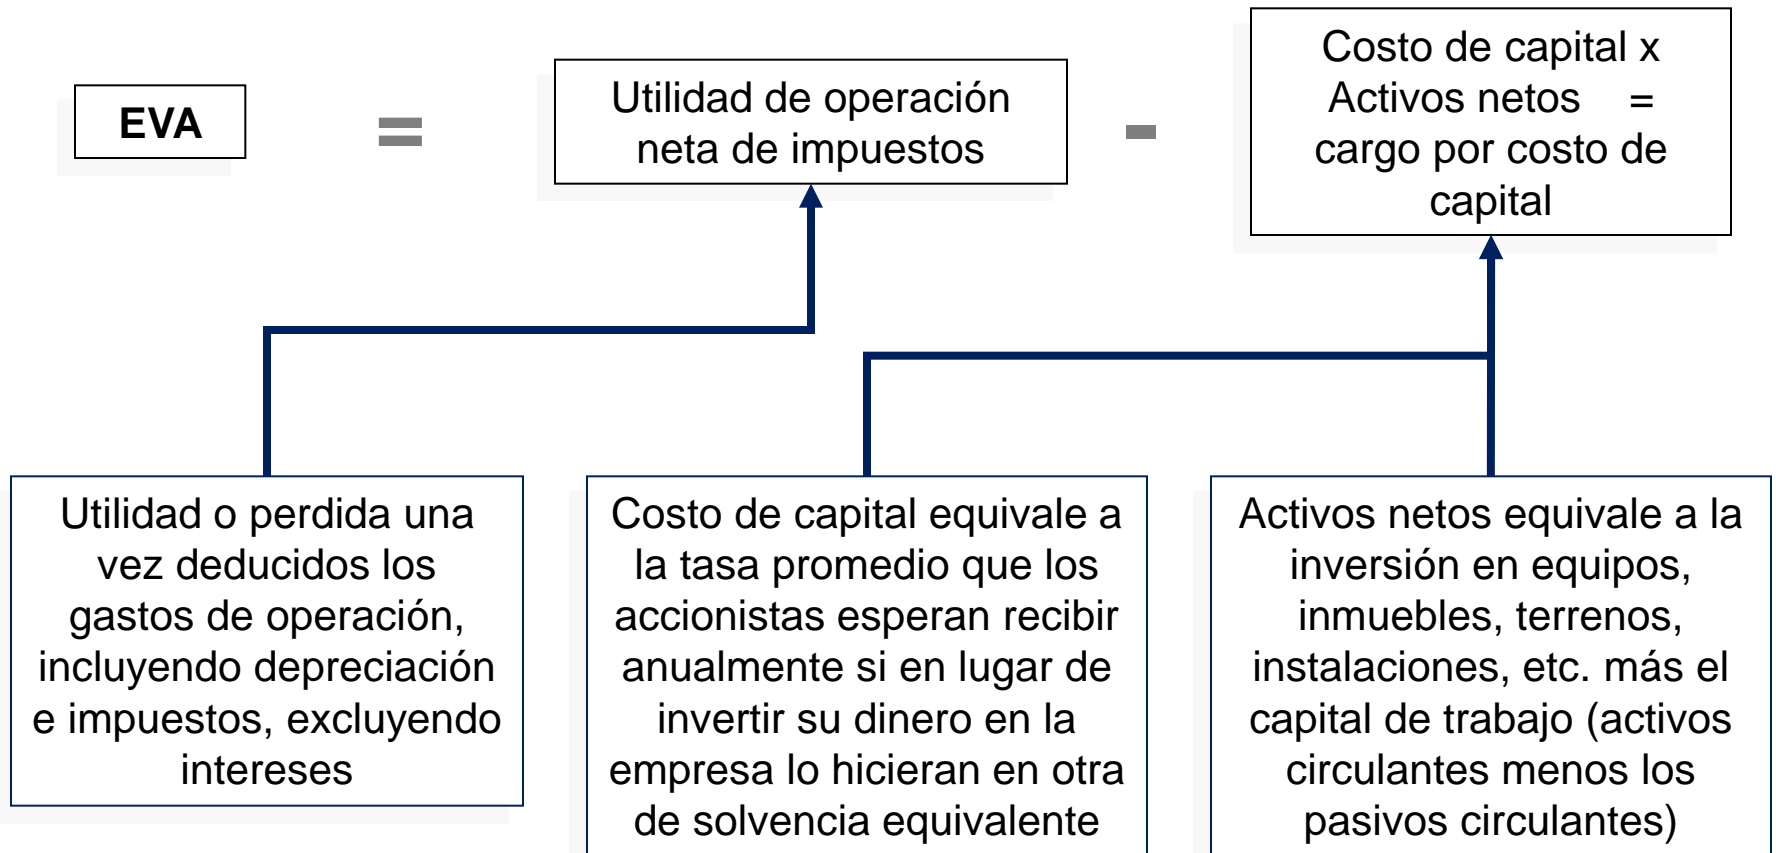 EVA
=
Utilidad de operación
neta de impuestos
-
Costo de capital x
Activos netos =
cargo por costo de
capital
Utilidad o perdida una
vez deducidos los
gastos de operación,
incluyendo depreciación
e impuestos, excluyendo
intereses
Costo de capital equivale a
la tasa promedio que los
accionistas esperan recibir
anualmente si en lugar de
invertir su dinero en la
empresa lo hicieran en otra
de solvencia equivalente
Activos netos equivale a la
inversión en equipos,
inmuebles, terrenos,
instalaciones, etc. más el
capital de trabajo (activos
circulantes menos los
pasivos circulantes)